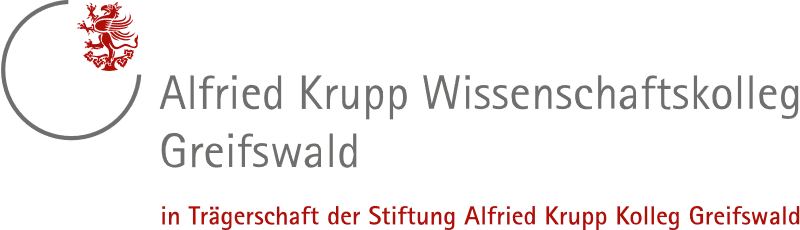 Alfried Krupp Wissenschaftskolleg
Greifswald
in Trägerschaft der Stiftung Alfried Krupp Kolleg Greifswald